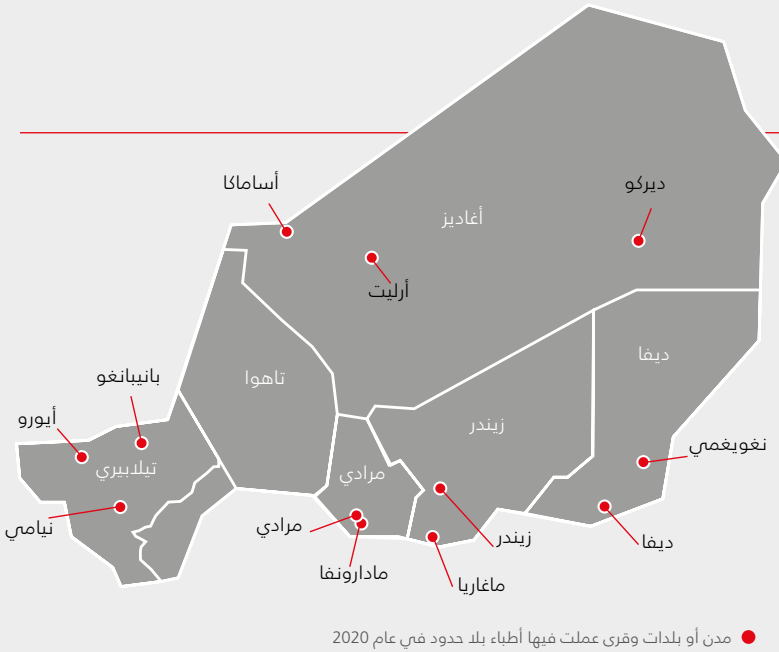 أساماكا
ديركو
أغاديز
أرليت
ديفا
تاهوا
بانيبانغو
أيورو
زيندر
نغويغمي
تيلابيري
مرادي
نيامي
مرادي
زيندر
ديفا
مادارونفا
ماغاريا
مدن أو بلدات وقرى عملت فيها أطباء بلا حدود في عام 2020